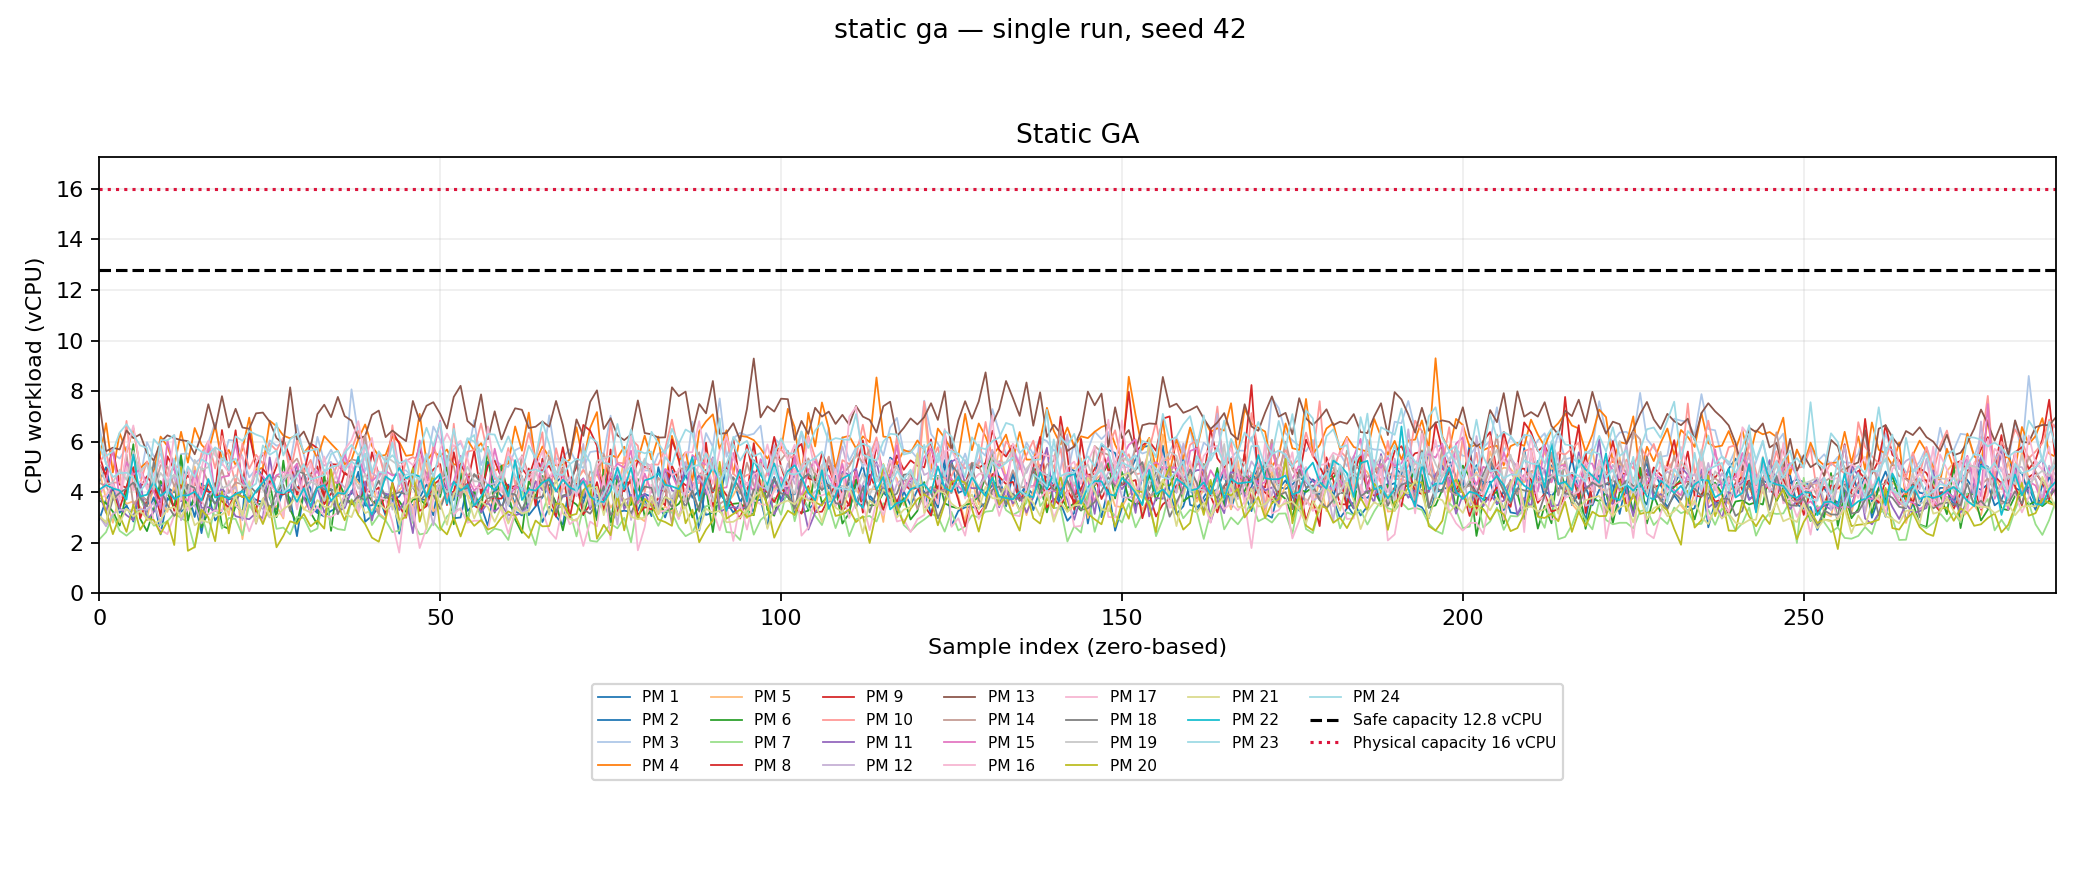 static ga — single run, seed 42
Static GA
CPU workload (vCPU)
16
14
12
10
8
6
4
2
0
0 50 100 150 200 250
Sample index (zero-based)
PM 1 PM 5 PM 9 PM 13 PM 17 PM 21 PM 24
PM 2 PM 6 PM 10 PM 14 PM 18 PM 22 Safe capacity 12.8 vCPU
PM 3 PM 7 PM 11 PM 15 PM 19 PM 23 Physical capacity 16 vCPU
PM 4 PM 8 PM 12 PM 16 PM 20